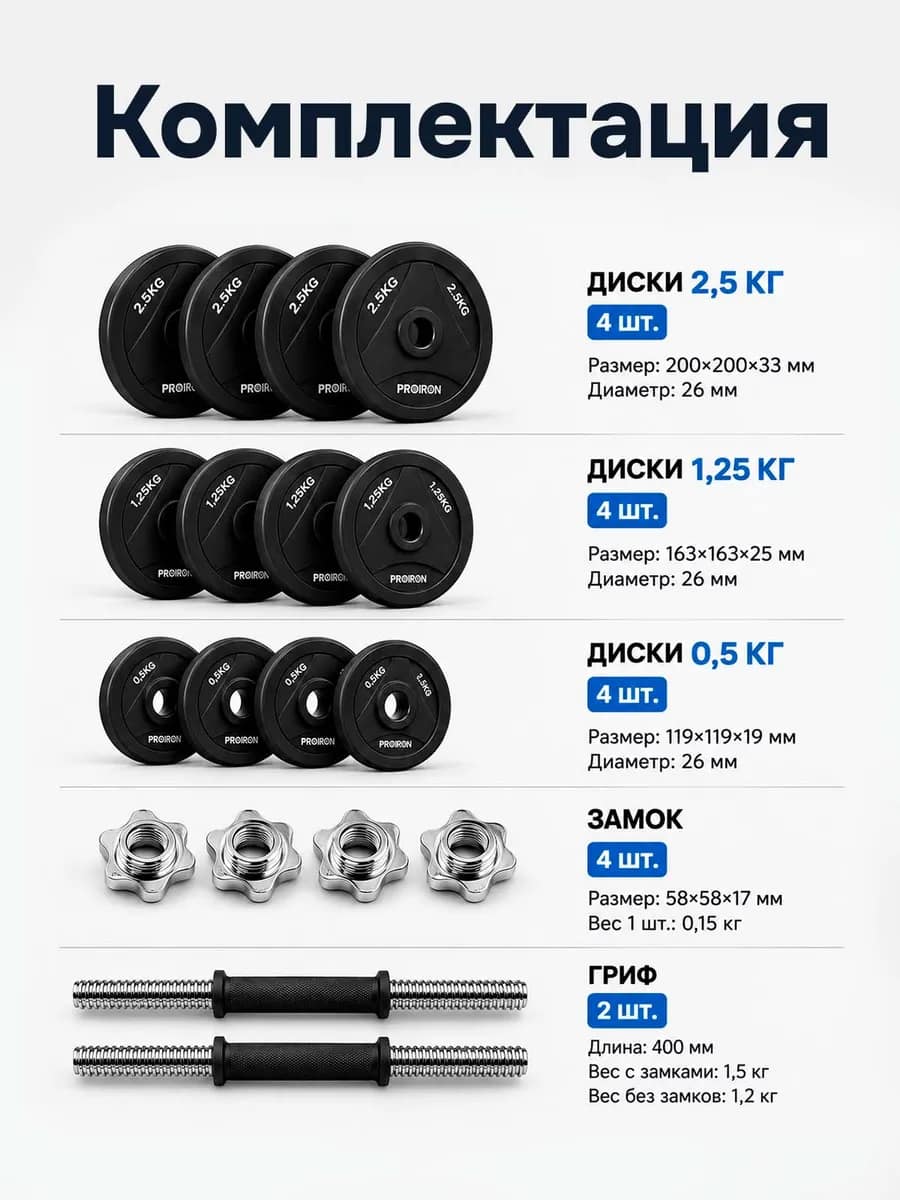 Комплектация
2.5KG
2.5KG
2.5KG
2.5KG
2.5KG
PROIRON
ДИСКИ 2,5 КГ
4 шт.
Размер: 200×200×33 мм
Диаметр: 26 мм
1,25KG
1,25KG
1,25KG
1,25KG
1.25KG
PROIRON
PROIRON
ДИСКИ 1,25 КГ
4 шт.
Размер: 163×163×25 мм
Диаметр: 26 мм
0,5KG
0,5KG
0,5KG
0,5KG
2.5KG
PROIRON
PROIRON
PROIRON
PROIRON
ДИСКИ 0,5 КГ
4 шт.
Размер: 119×119×19 мм
Диаметр: 26 мм
ЗАМОК
4 шт.
Размер: 58×58×17 мм
Вес 1 шт.: 0,15 кг
ГРИФ
2 шт.
Длина: 400 мм
Вес с замками: 1,5 кг
Вес без замков: 1,2 кг